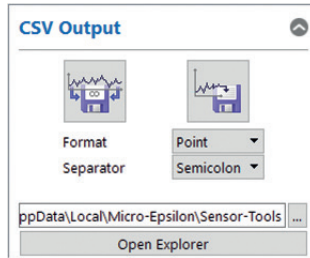 CSV Output
Format Point
Separator Semicolon
ppData\Local\Micro-Epsilon\Sensor-Tools ...
Open Explorer